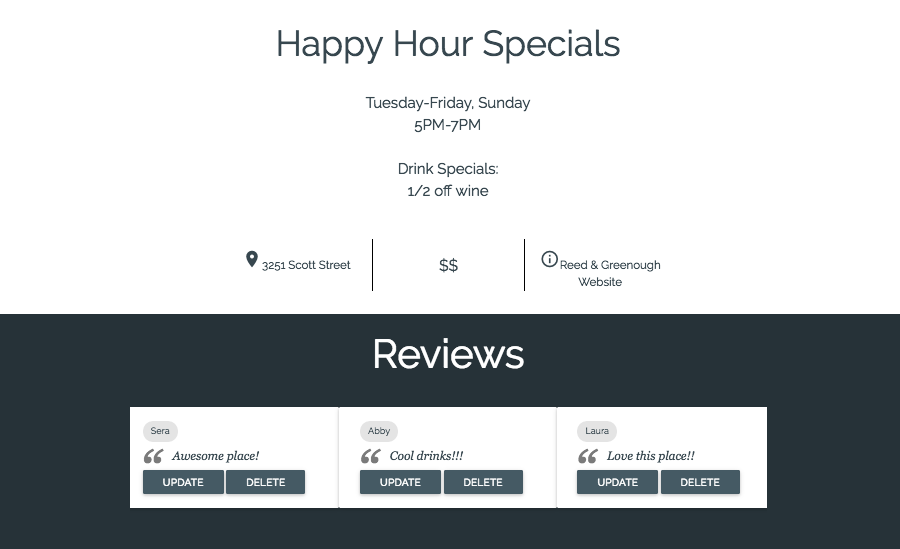 Happy Hour Specials
Tuesday-Friday, Sunday
5PM-7PM
Drink Specials:
1/2 off wine
3251 Scott Street
$$
Reed & Greenough
Website
Reviews
Sera
Awesome place!
UPDATE DELETE
Abby
Cool drinks!!!
UPDATE DELETE
Laura
Love this place!!
UPDATE DELETE